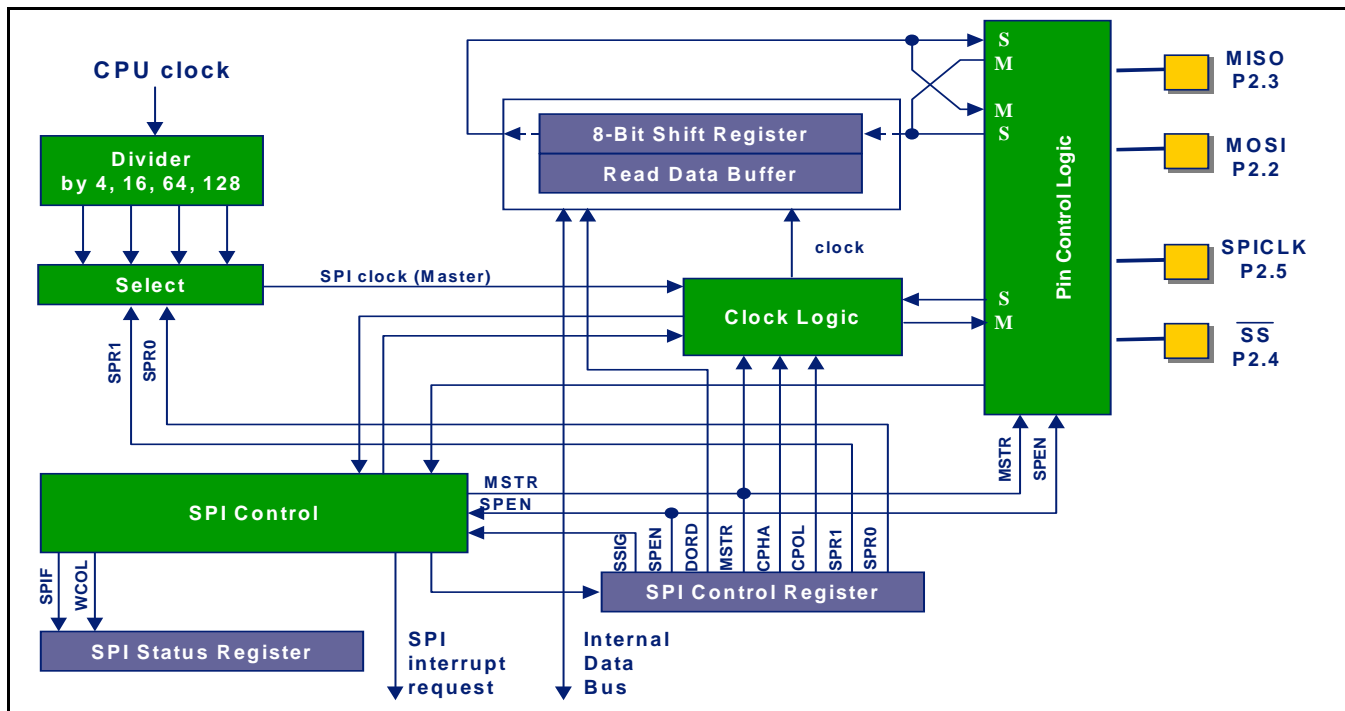 CPU clock
Divider
by 4, 16, 64, 128
Select
SPR1
SPR0
SPI clock (Master)
8-Bit Shift Register
Read Data Buffer
clock
Clock Logic
S
M
M
S
S
M
Pin Control Logic
MISO
P2.3
MOSI
P2.2
SPICLK
P2.5
SS
P2.4
MSTR
SPEN
SPI Control
MSTR
SPEN
SSIG
SPEN
DORD
MSTR
CPHA
CPOL
SPR1
SPR0
SPI Control Register
SPIF
WCOL
SPI Status Register
SPI
interrupt
request
Internal
Data
Bus